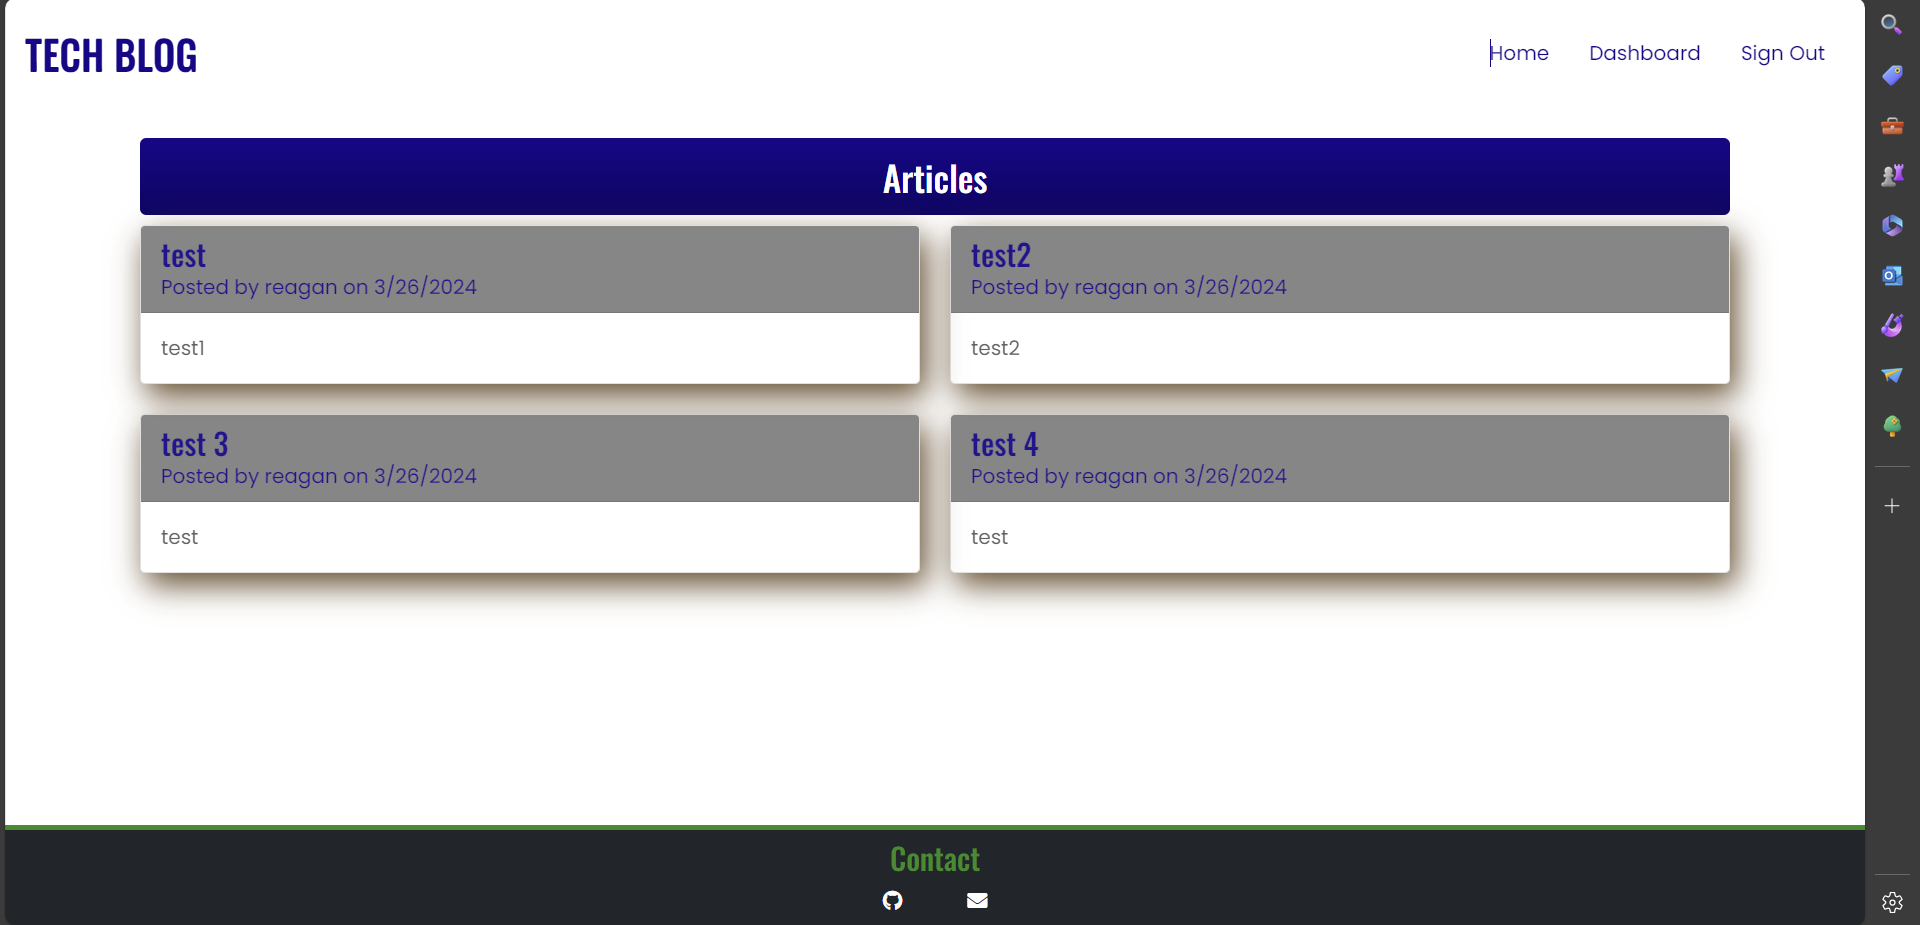 TECH BLOG
Home Dashboard Sign Out
Articles
test
Posted by reagan on 3/26/2024
test1
test2
Posted by reagan on 3/26/2024
test2
test 3
Posted by reagan on 3/26/2024
test
test 4
Posted by reagan on 3/26/2024
test
Contact